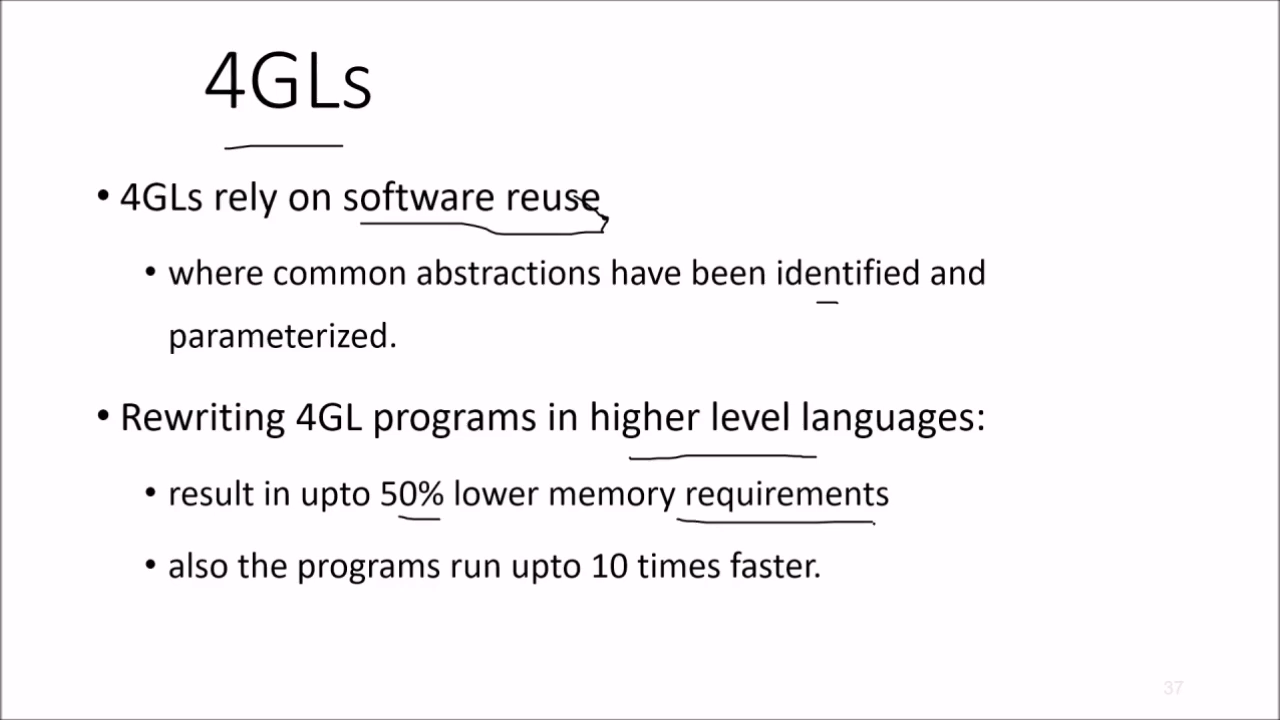 4GLs
• 4GLs rely on software reuse,
• where common abstractions have been identified and
parameterized.
• Rewriting 4GL programs in higher level languages:
• result in upto 50% lower memory requirements
• also the programs run upto 10 times faster.
37